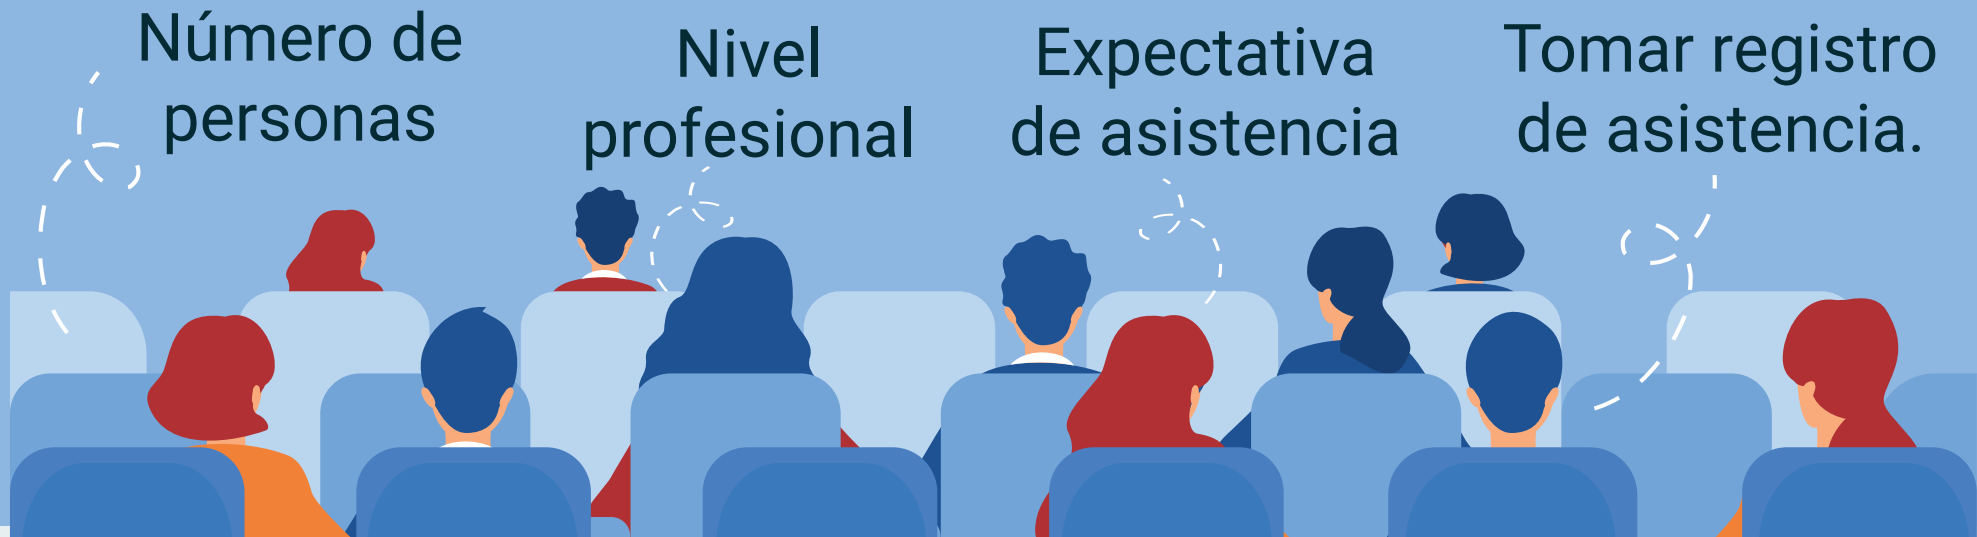 Número de
personas
Nivel
profesional
Expectativa
de asistencia
Tomar registro
de asistencia.